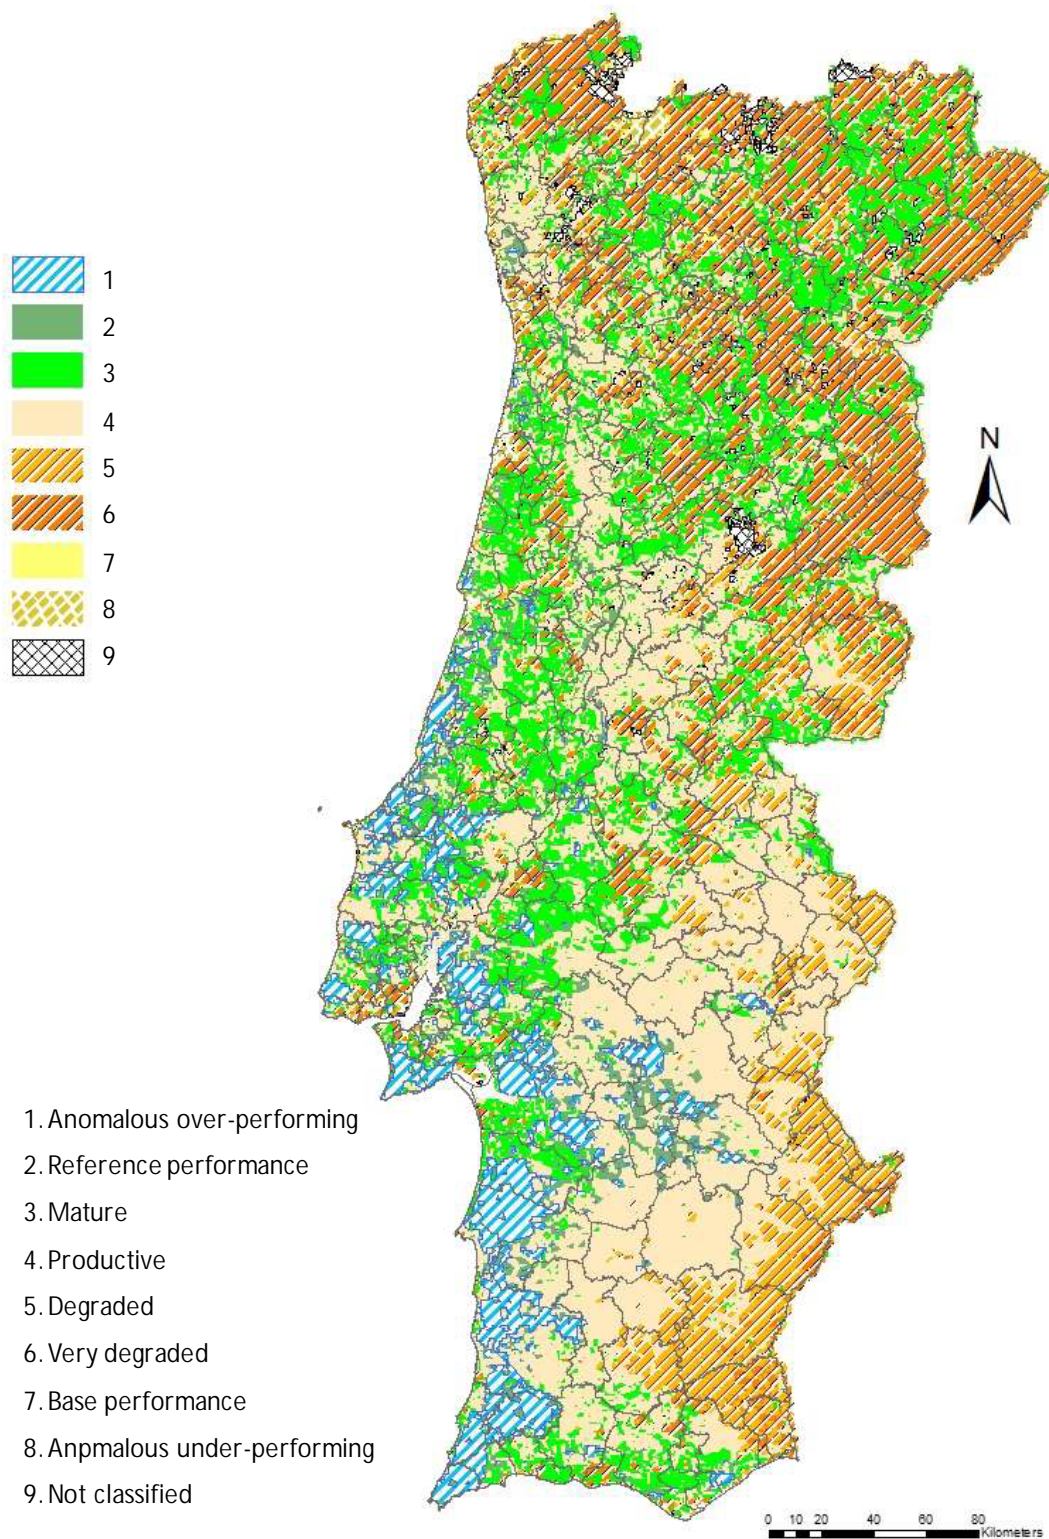 1
2
3
4
5
6
7
8
9
N
1. Anomalous over-performing
2. Reference performance
3. Mature
4. Productive
5. Degraded
6. Very degraded
7. Base performance
8. Anpmalous under-performing
9. Not classified
0 10 20 40 60 80
Kilometers